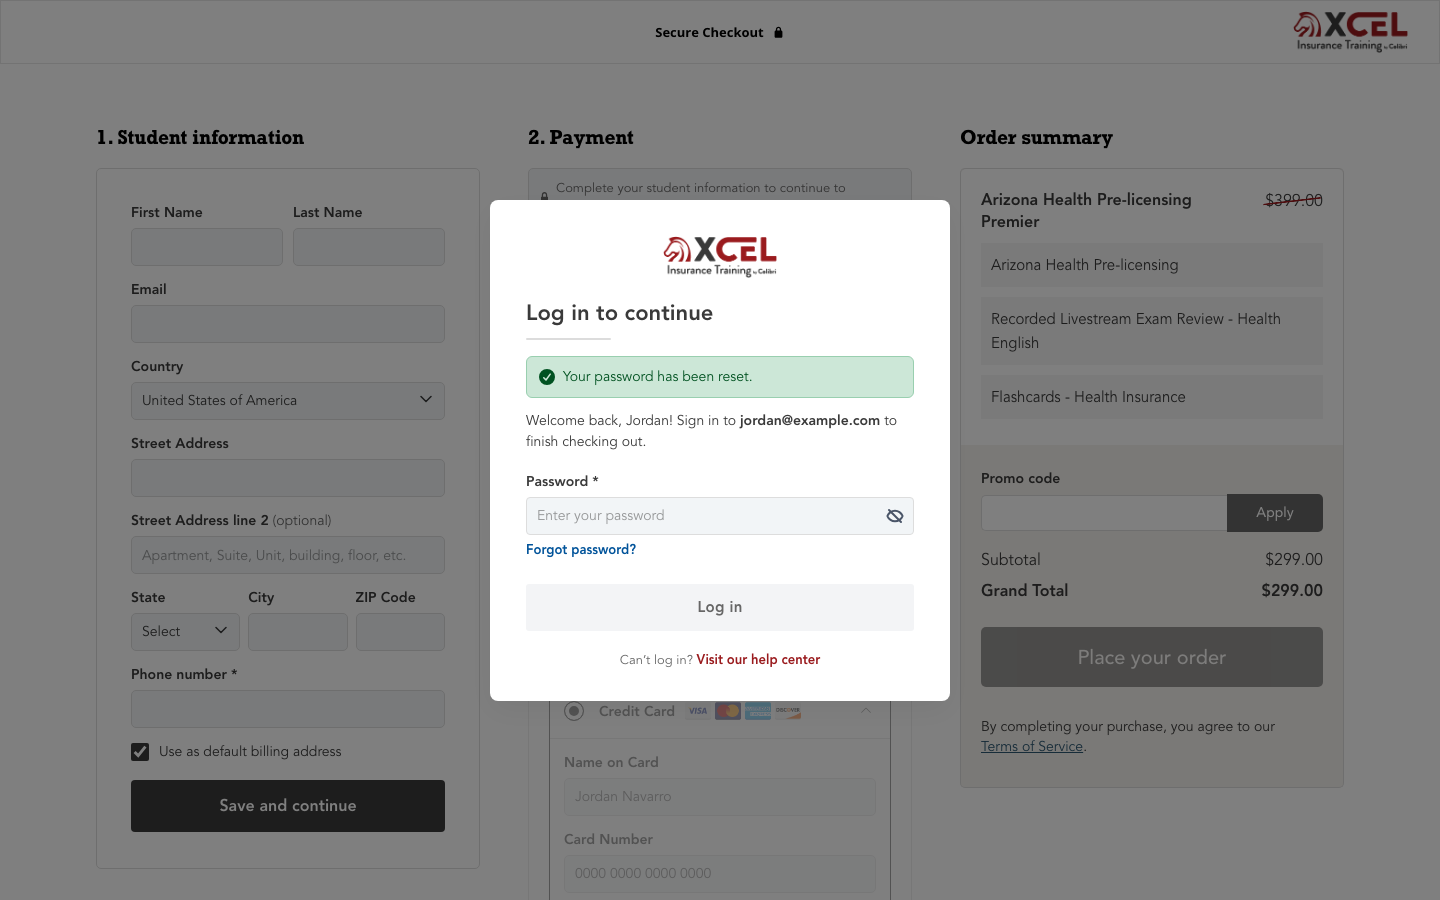 Secure Checkout
XCEL
Insurance Training by Calibri
1. Student information
2. Payment
Order summary
First Name
Last Name
Email
Country
United States of America
Street Address
Street Address line 2 (optional)
Apartment, Suite, Unit, building, floor, etc.
State
City
ZIP Code
Select
Phone number *
Use as default billing address
Save and continue
Complete your student information to continue to
XCEL
Insurance Training by Calibri
Log in to continue
Your password has been reset.
Welcome back, Jordan! Sign in to jordan@example.com to
finish checking out.
Password *
Enter your password
Forgot password?
Log in
Can't log in? Visit our help center
Credit Card
VISA
DISCOVER
Name on Card
Jordan Navarro
Card Number
0000 0000 0000 0000
Arizona Health Pre-licensing
Premier
$399.00
Arizona Health Pre-licensing
Recorded Livestream Exam Review - Health
English
Flashcards - Health Insurance
Promo code
Apply
Subtotal
$299.00
Grand Total
$299.00
Place your order
By completing your purchase, you agree to our
Terms of Service.